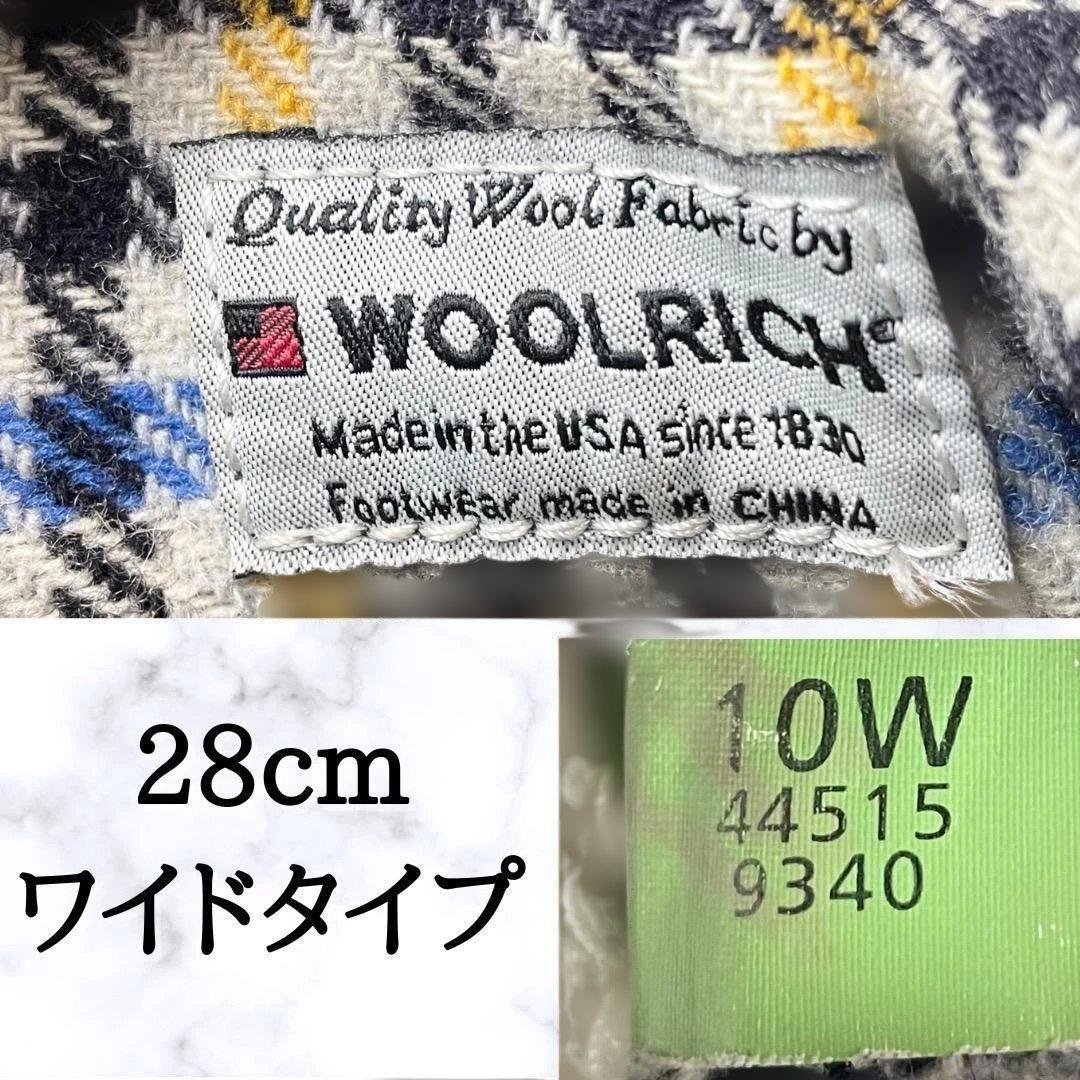 Quality Wool Fabric by
WOOLRICH®
Made in the USA since 1830
Footwear made in CHINA
28cm
ワイドタイプ
10W
44515
9340